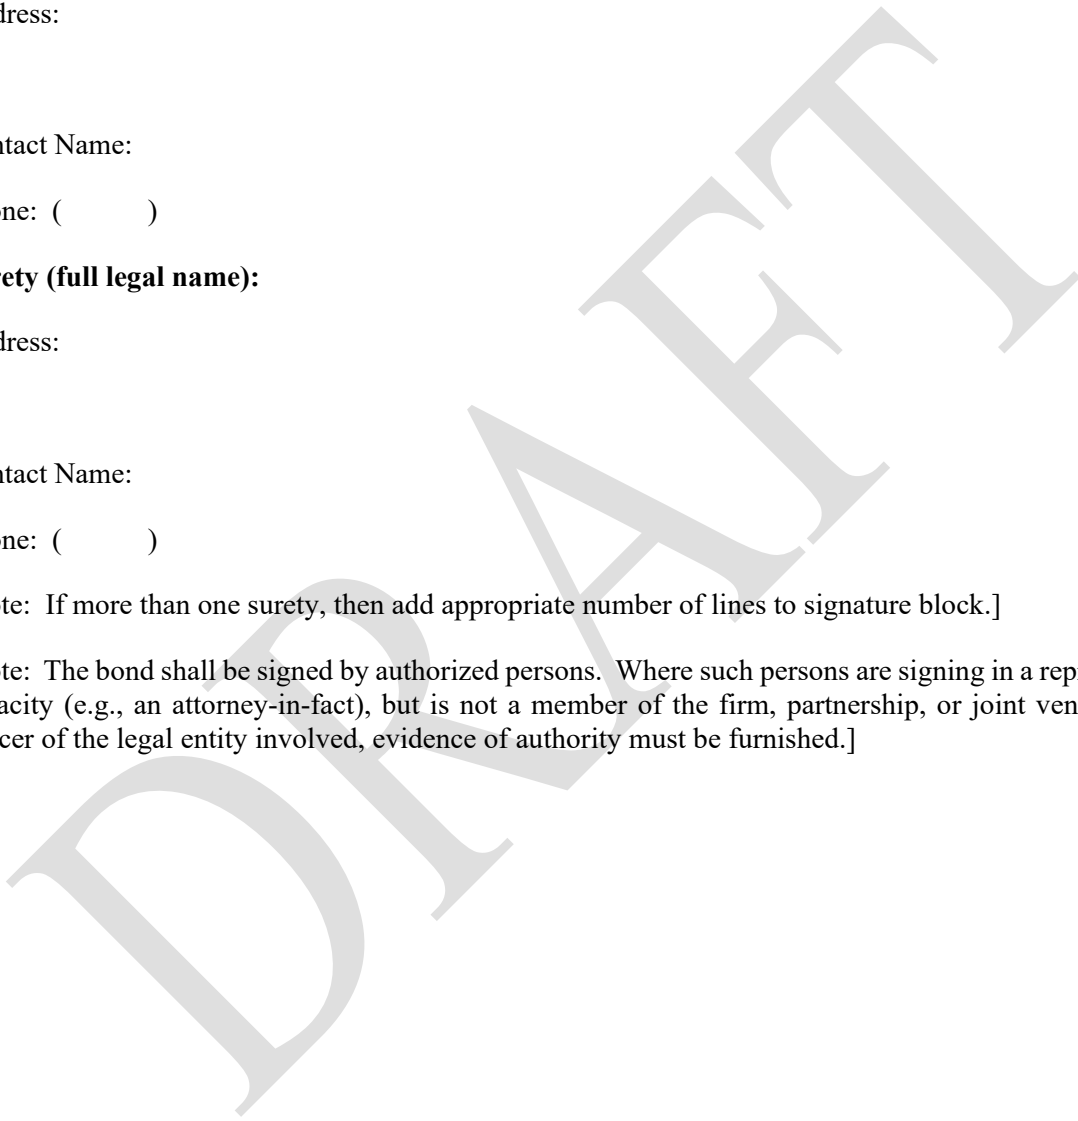 dress:
ntact Name:
one: ( )
ety (full legal name):
dress:
ntact Name:
one: ( )
te: If more than one surety, then add appropriate number of lines to signature block.]
te: The bond shall be signed by authorized persons. Where such persons are signing in a rep
acity (e.g., an attorney-in-fact), but is not a member of the firm, partnership, or joint ven
cer of the legal entity involved, evidence of authority must be furnished.]
DRAFT